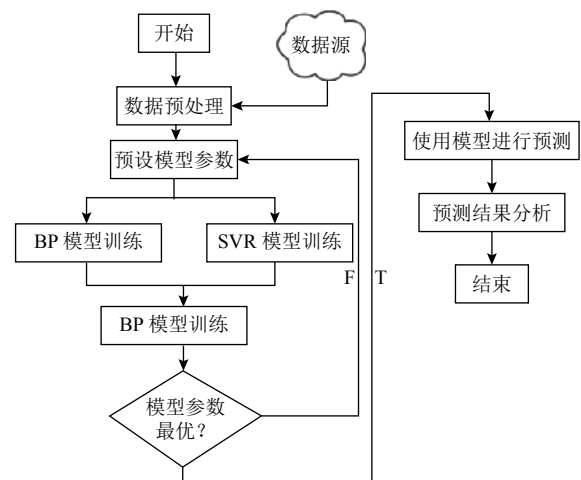 开始
数据源
数据预处理
预设模型参数
BP 模型训练
SVR 模型训练
BP 模型训练
模型参数
最优？
F
T
使用模型进行预测
预测结果分析
结束